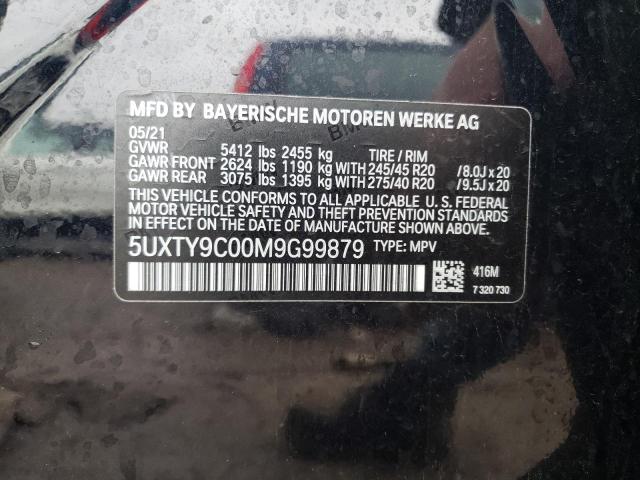 MFD BY BAYERISCHE MOTOREN WERKE AG
05/21
GVWR 5412 lbs 2455 kg TIRE / RIM
GAWR FRONT 2624 lbs 1190 kg WITH 245/45 R20 /8.0J x 20
GAWR REAR 3075 lbs 1395 kg WITH 275/40 R20 /9.5J x 20
THIS VEHICLE CONFORMS TO ALL APPLICABLE U. S. FEDERAL
MOTOR VEHICLE SAFETY AND THEFT PREVENTION STANDARDS
IN EFFECT ON THE DATE OF MANUFACTURE SHOWN ABOVE.
5UXTY9C00M9G99879 TYPE: MPV
416M
7 320 730